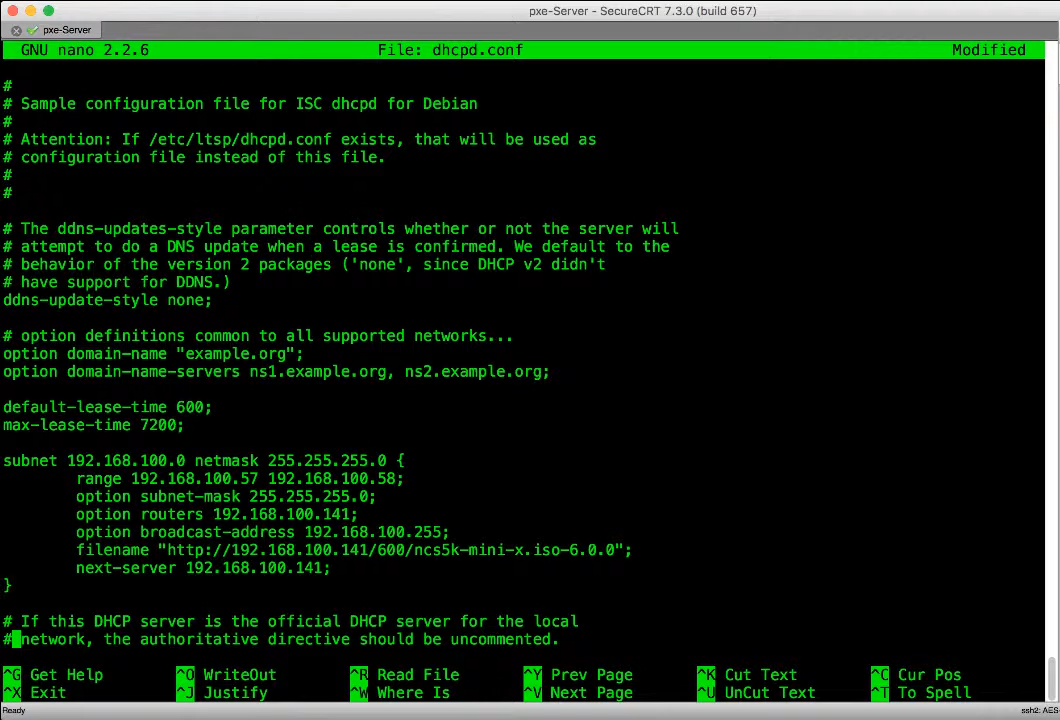 pxe-Server - SecureCRT 7.3.0 (build 657)
pxe-Server
GNU nano 2.2.6 File: dhcpd.conf Modified
#
# Sample configuration file for ISC dhcpd for Debian
#
# Attention: If /etc/ltsp/dhcpd.conf exists, that will be used as
# configuration file instead of this file.
#
#
# The ddns-updates-style parameter controls whether or not the server will
# attempt to do a DNS update when a lease is confirmed. We default to the
# behavior of the version 2 packages ('none', since DHCP v2 didn't
# have support for DDNS.)
ddns-update-style none;
# option definitions common to all supported networks...
option domain-name "example.org";
option domain-name-servers ns1.example.org, ns2.example.org;
default-lease-time 600;
max-lease-time 7200;
subnet 192.168.100.0 netmask 255.255.255.0 {
range 192.168.100.57 192.168.100.58;
option subnet-mask 255.255.255.0;
option routers 192.168.100.141;
option broadcast-address 192.168.100.255;
filename "http://192.168.100.141/600/ncs5k-mini-x.iso-6.0.0";
next-server 192.168.100.141;
}
# If this DHCP server is the official DHCP server for the local
# network, the authoritative directive should be uncommented.
^G Get Help ^O WriteOut ^R Read File ^Y Prev Page ^K Cut Text ^C Cur Pos
^X Exit ^J Justify ^W Where Is ^V Next Page ^U UnCut Text ^T To Spell
Ready ssh2: AES